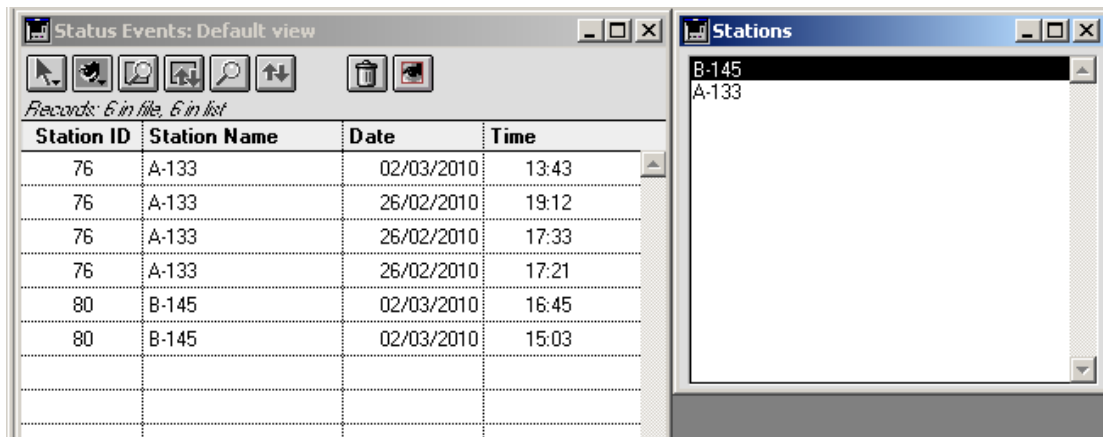 Status Events: Default view
Records: 6 in file, 6 in list
Station ID Station Name Date Time
76 A-133 02/03/2010 13:43
76 A-133 26/02/2010 19:12
76 A-133 26/02/2010 17:33
76 A-133 26/02/2010 17:21
80 B-145 02/03/2010 16:45
80 B-145 02/03/2010 15:03
Stations
B-145
A-133